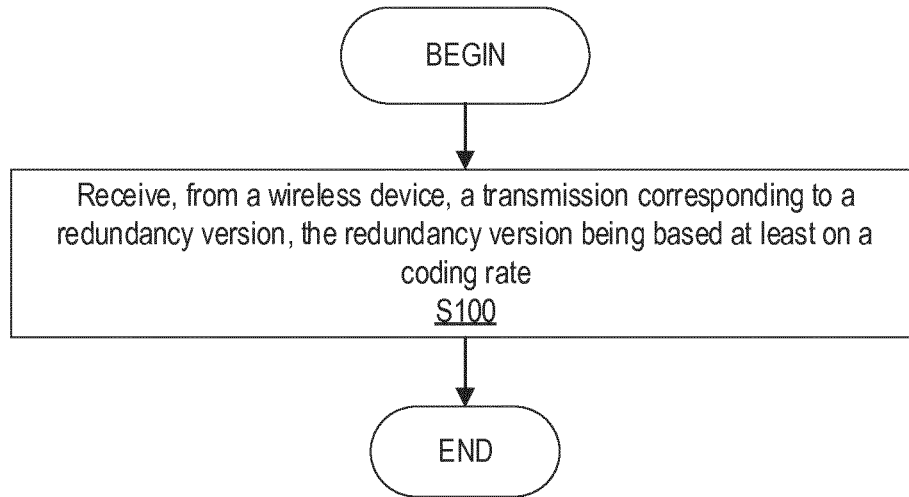 BEGIN
Receive, from a wireless device, a transmission corresponding to a
redundancy version, the redundancy version being based at least on a
coding rate
S100
END